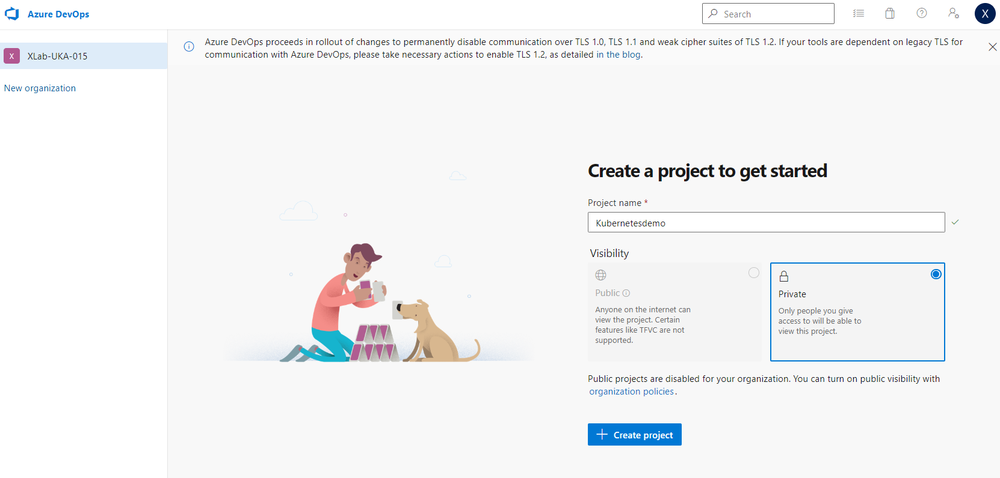 Azure DevOps
Search
X
X
XLab-UKA-015
New organization
Azure DevOps proceeds in rollout of changes to permanently disable communication over TLS 1.0, TLS 1.1 and weak cipher suites of TLS 1.2. If your tools are dependent on legacy TLS for
communication with Azure DevOps, please take necessary actions to enable TLS 1.2, as detailed in the blog.
Create a project to get started
Project name *
Kubernetesdemo
Visibility
Public
Anyone on the internet can
view the project. Certain
features like TFVC are not
supported.
Private
Only people you give
access to will be able to
view this project.
Public projects are disabled for your organization. You can turn on public visibility with
organization policies.
Create project